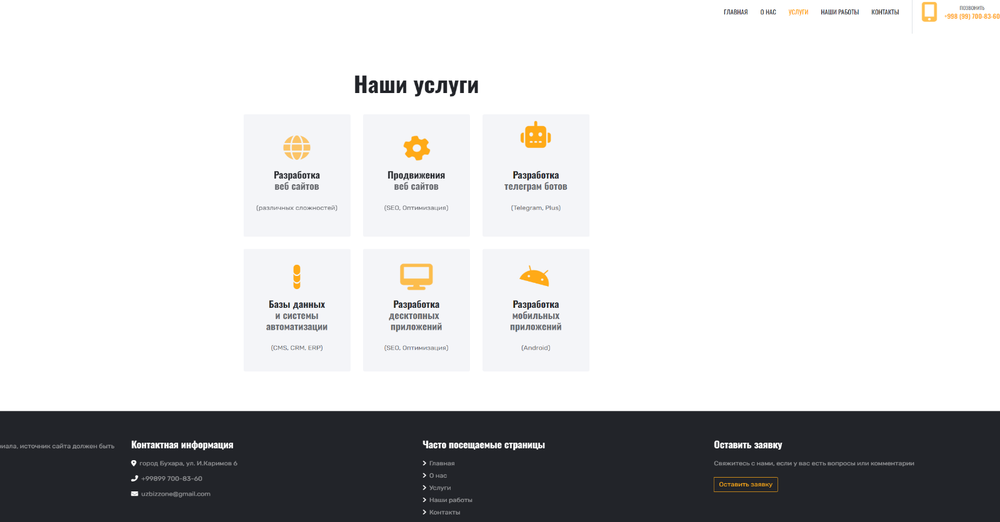 ГЛАВНАЯ О НАС УСЛУГИ НАШИ РАБОТЫ КОНТАКТЫ
ПОЗВОНИТЬ
+998 (99) 700-83-60
Наши услуги
Разработка
веб сайтов
(различных сложностей)
Продвижения
веб сайтов
(SEO, Оптимизация)
Разработка
телеграм ботов
(Telegram, Plus)
Базы данных
и системы
автоматизации
(CMS, CRM, ERP)
Разработка
десктопных
приложений
(SEO, Оптимизация)
Разработка
мобильных
приложений
(Android)
источник сайта должен быть
Контактная информация
город Бухара, ул. И.Каримов 6
+99899 700-83-60
uzbizzone@gmail.com
Часто посещаемые страницы
Главная
О нас
Услуги
Наши работы
Контакты
Оставить заявку
Свяжитесь с нами, если у вас есть вопросы или комментарии
Оставить заявку